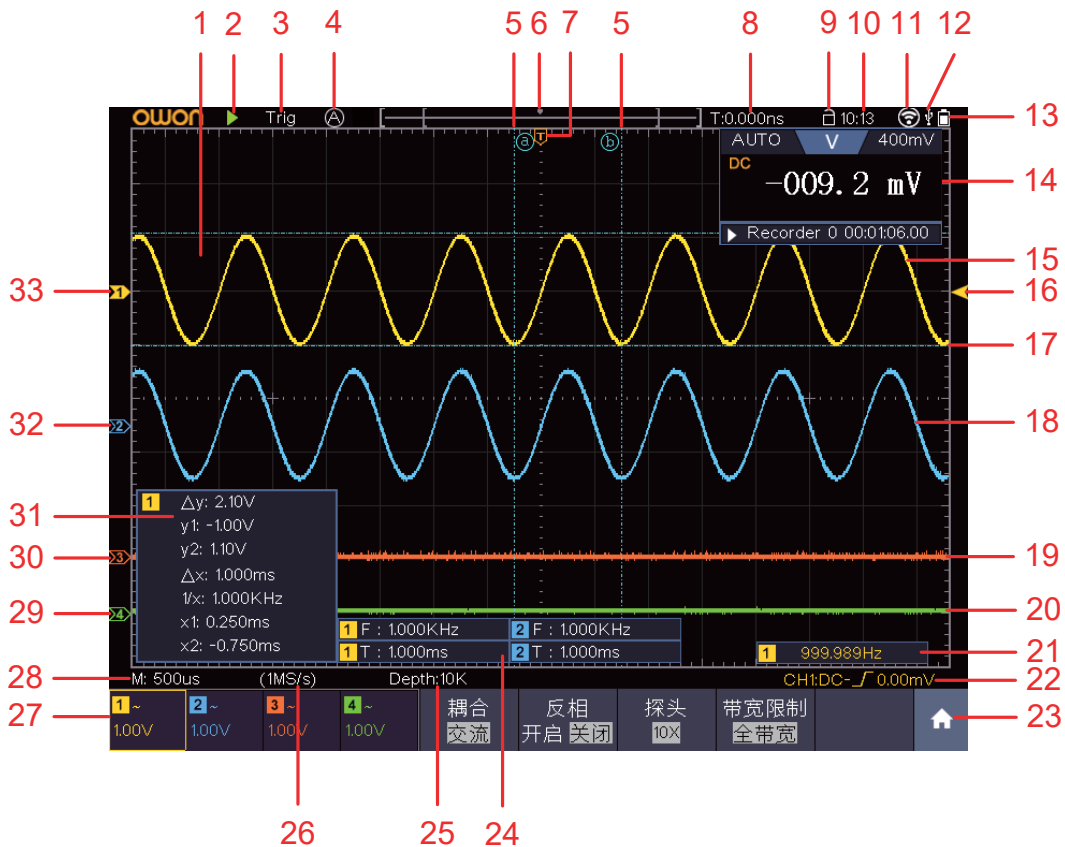 1 2 3 4 5 6 7 5 8 9 10 11 12
owon Trig A T:0.000ns 10:13
13
a T b
AUTO V 400mV
DC
-009.2 mV
14
Recorder 0 00:01:06.00
15
33 1 16
17
32 2 18
1 △y: 2.10V
31 y1: -1.00V
y2: 1.10V
30 3 19
△x: 1.000ms
1/x: 1.000KHz
29 4 20
x1: 0.250ms
x2: -0.750ms
1 F : 1.000KHz 2 F : 1.000KHz
1 T : 1.000ms 2 T : 1.000ms
1 999.989Hz 21
28 M: 500us (1MS/s) Depth:10K CH1:DC- 0.00mV 22
27 1 ~ 2 ~ 3 ~ 4 ~ 耦合 反相 探头 带宽限制 23
1.00V 1.00V 1.00V 1.00V 交流 开启 关闭 10X 全带宽
26 25 24